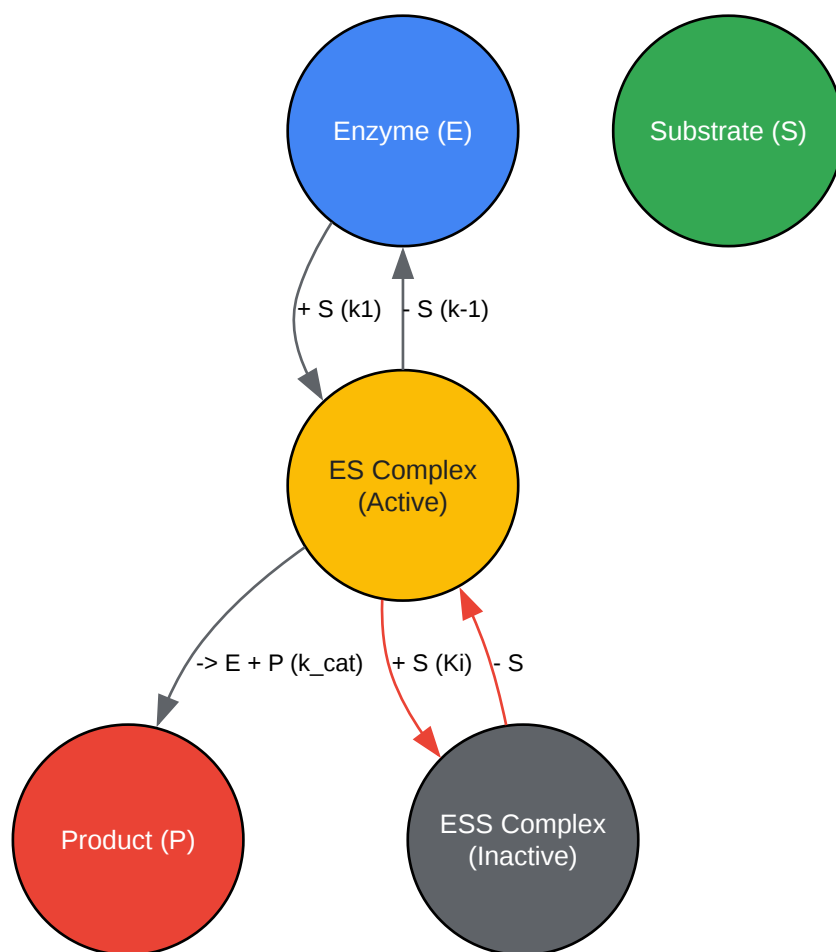 Enzyme (E)
Substrate (S)
+ S (k1)
- S (k-1)
ES Complex
(Active)
-> E + P (k_cat)
+ S (Ki)
- S
Product (P)
ESS Complex
(Inactive)